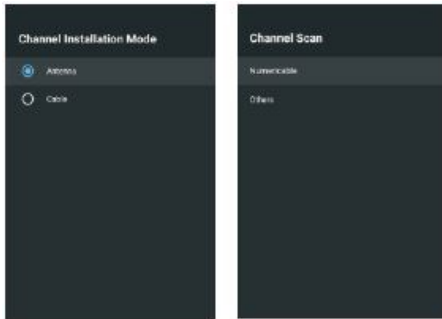 Channel Installation Mode
Antenna
Cable
Channel Scan
Numericable
Others